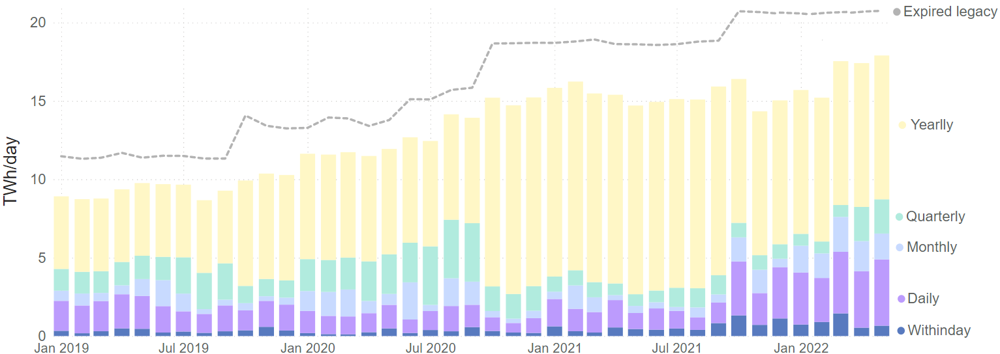 TWh/day
20
15
10
5
0
Jan 2019
Jul 2019
Jan 2020
Jul 2020
Jan 2021
Jul 2021
Jan 2022
Expired legacy
Yearlly
Quarterly
Monthly
Daily
Withinday